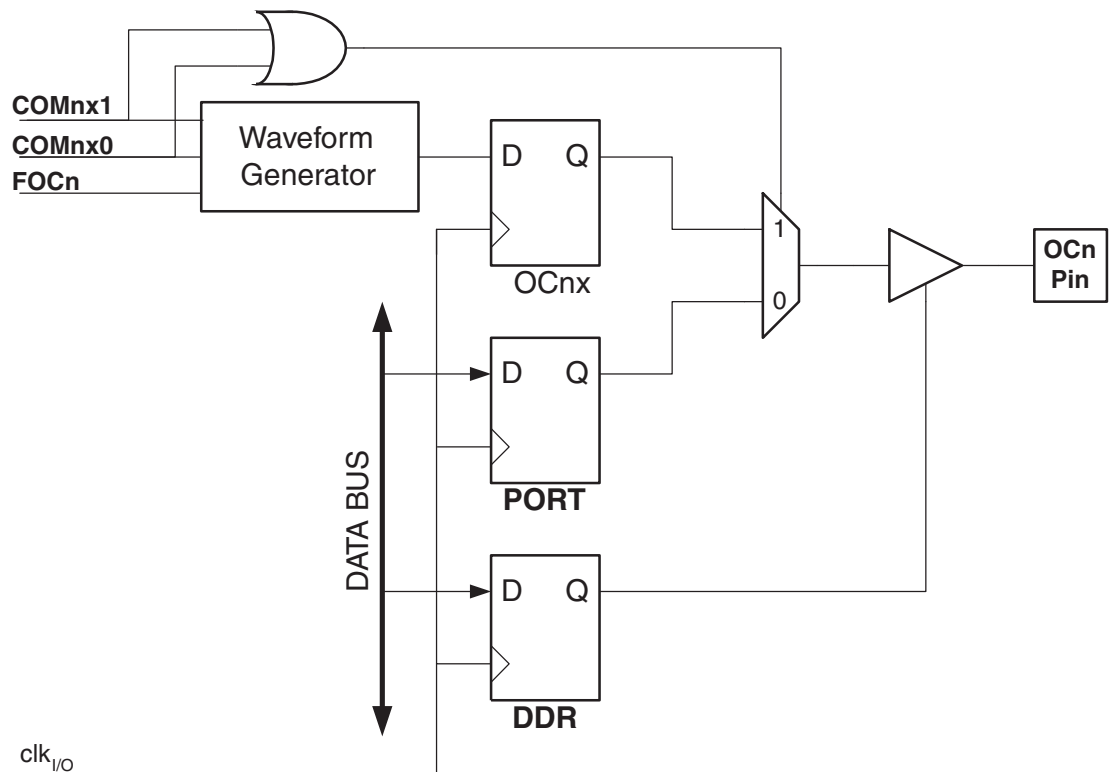 COMnx1
COMnx0
FOCn
Waveform
Generator
D Q
OCnx
1
0
OCn
Pin
D Q
PORT
DATA BUS
D Q
DDR
clkI/O